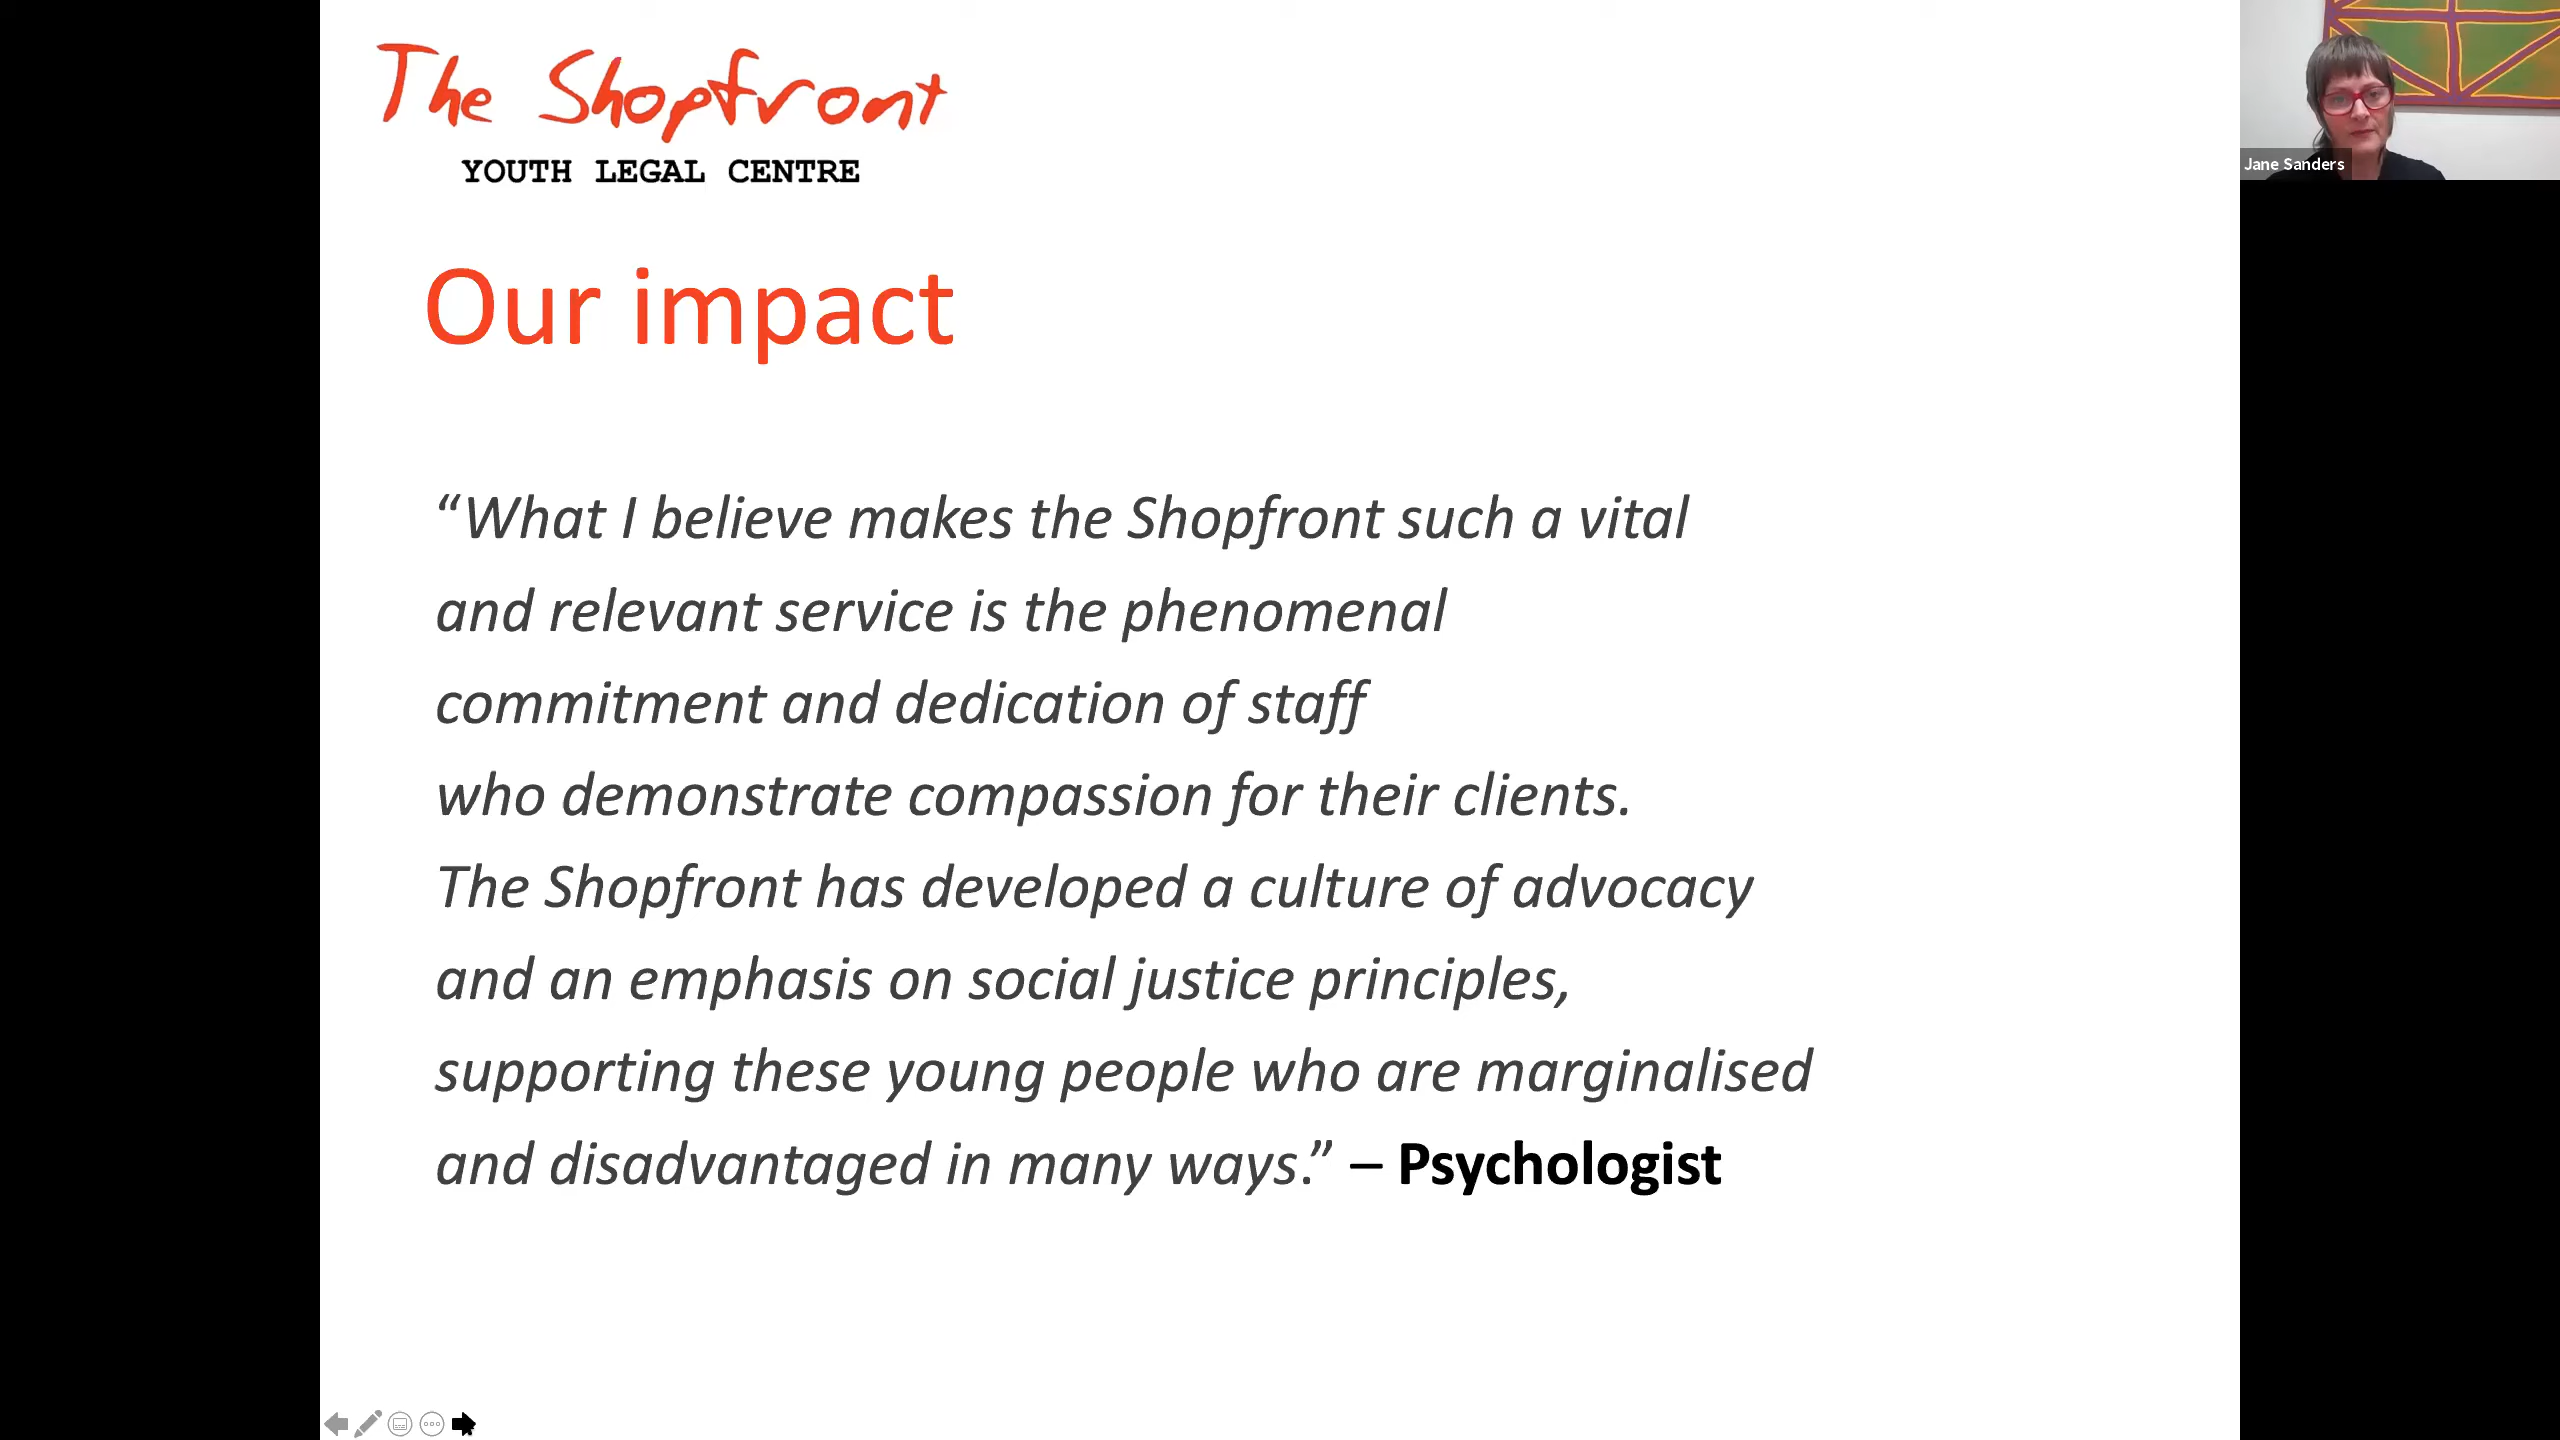 The Shopfront
YOUTH LEGAL CENTRE
Jane Sanders
Our impact
“What I believe makes the Shopfront such a vital
and relevant service is the phenomenal
commitment and dedication of staff
who demonstrate compassion for their clients.
The Shopfront has developed a culture of advocacy
and an emphasis on social justice principles,
supporting these young people who are marginalised
and disadvantaged in many ways.” – Psychologist